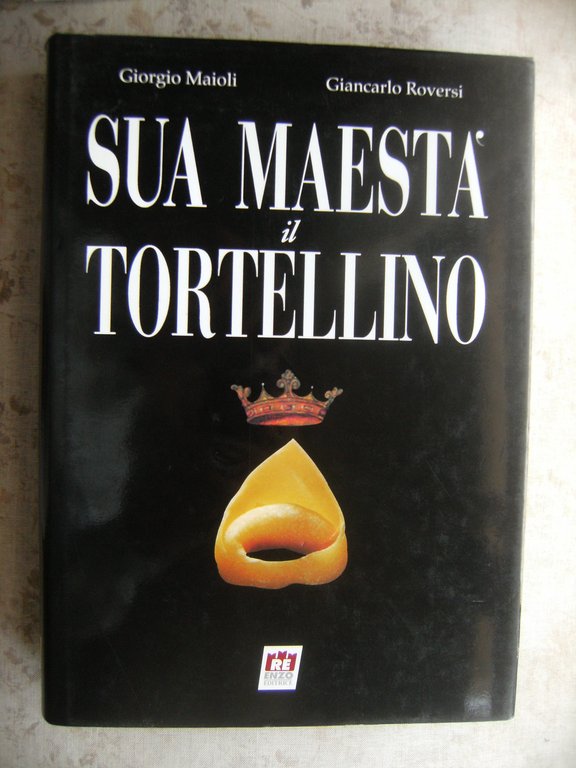 Giorgio Maioli
Giancarlo Roversi
SUA MAESTA'
il
TORTELLINO
RE
ENZO
EDITRICE